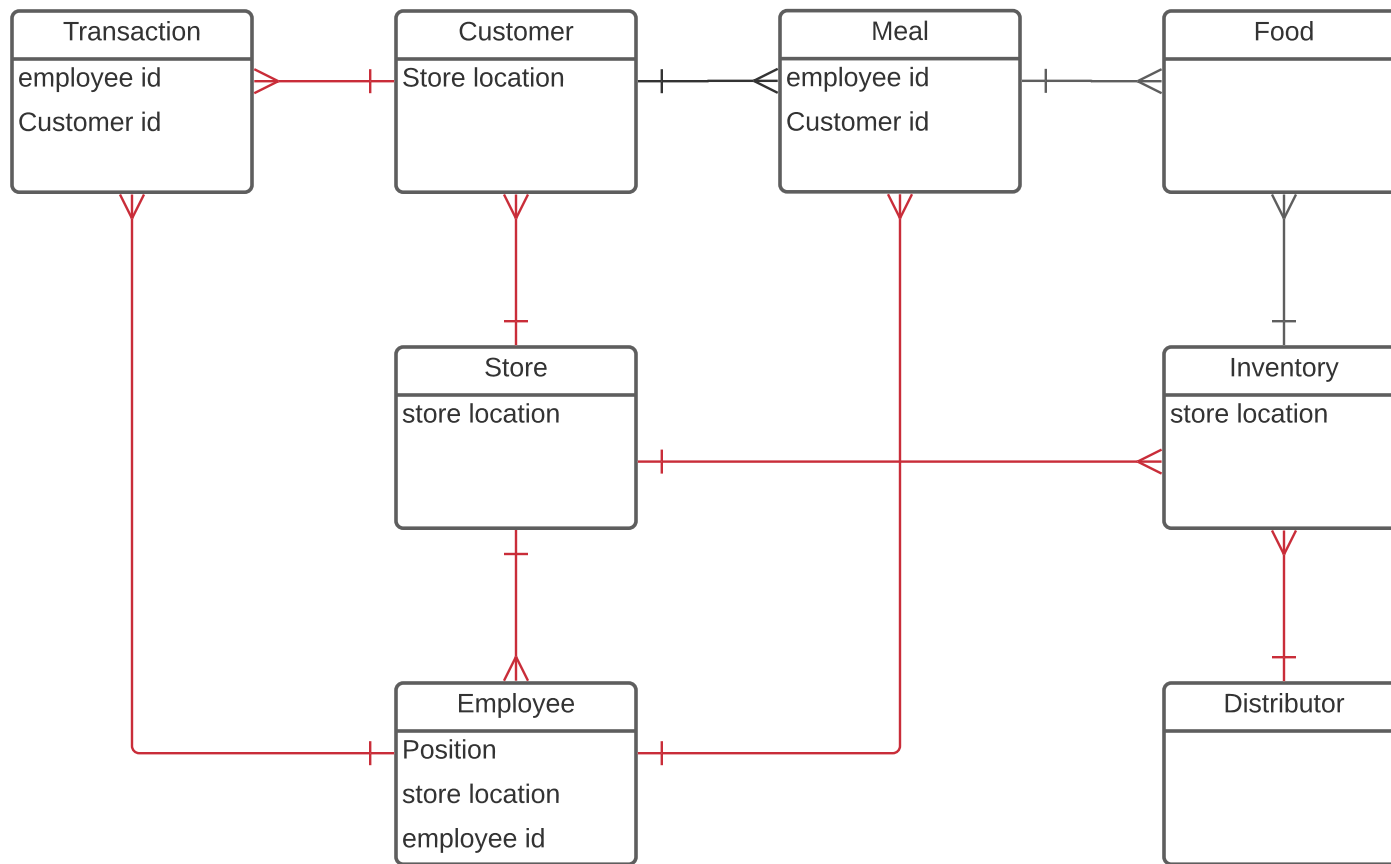 Transaction
employee id
Customer id
Customer
Store location
Meal
employee id
Customer id
Food
Store
store location
Inventory
store location
Employee
Position
store location
employee id
Distributor